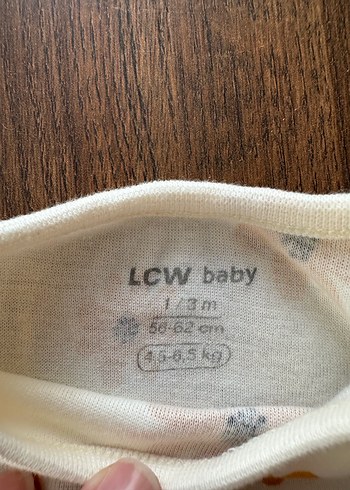 LCW baby
1 / 3 m
56-62 cm
4,5-6,5 kg